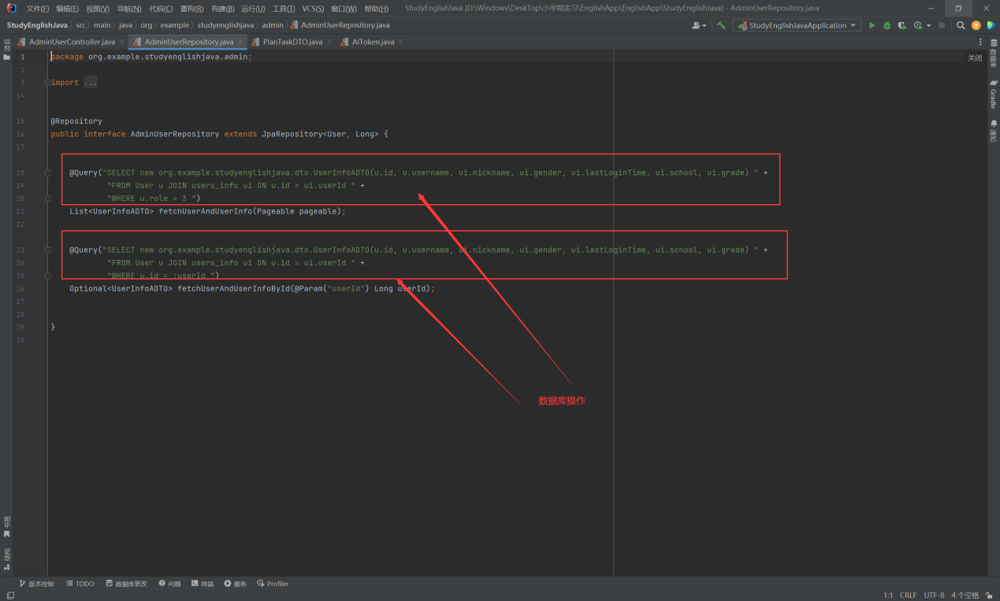 文件(F) 编辑(E) 视图(V) 导航(N) 代码(C) 重构(R) 构建(B) 运行(U) 工具(T) VCS(S) 窗口(W) 帮助(H) StudyEnglishJava [D:\Windows\DeskTop\小学期实习\EnglishApp\EnglishApp\StudyEnglishJava] - AdminUserRepository.java
StudyEnglishJava src main java org example studyenglishjava admin AdminUserRepository.java StudyEnglishJavaApplication
AdminUserController.java AdminUserRepository.java PlanTaskDTO.java AIToken.java
1 package org.example.studyenglishjava.admin; 关闭
2
3 import ...
14
15 @Repository
16 public interface AdminUserRepository extends JpaRepository<User, Long> {
17
18 @Query("SELECT new org.example.studyenglishjava.dto.UserInfoADTO(u.id, u.username, ui.nickname, ui.gender, ui.lastLoginTime, ui.school, ui.grade) " +
19 "FROM User u JOIN users_info ui ON u.id = ui.userId " +
20 "WHERE u.role = 3 ")
21 List<UserInfoADTO> fetchUserAndUserInfo(Pageable pageable);
22
23 @Query("SELECT new org.example.studyenglishjava.dto.UserInfoADTO(u.id, u.username, ui.nickname, ui.gender, ui.lastLoginTime, ui.school, ui.grade) " +
24 "FROM User u JOIN users_info ui ON u.id = ui.userId " +
25 "WHERE u.id = :userId ")
26 Optional<UserInfoADTO> fetchUserAndUserInfoById(@Param("userId") Long userId);
27
28
29 }
30
数据库操作
数据库
Gradle
通知
书签
结构
版本控制 TODO 数据库更改 问题 终端 服务 Profiler
1:1 CRLF UTF-8 4 个空格